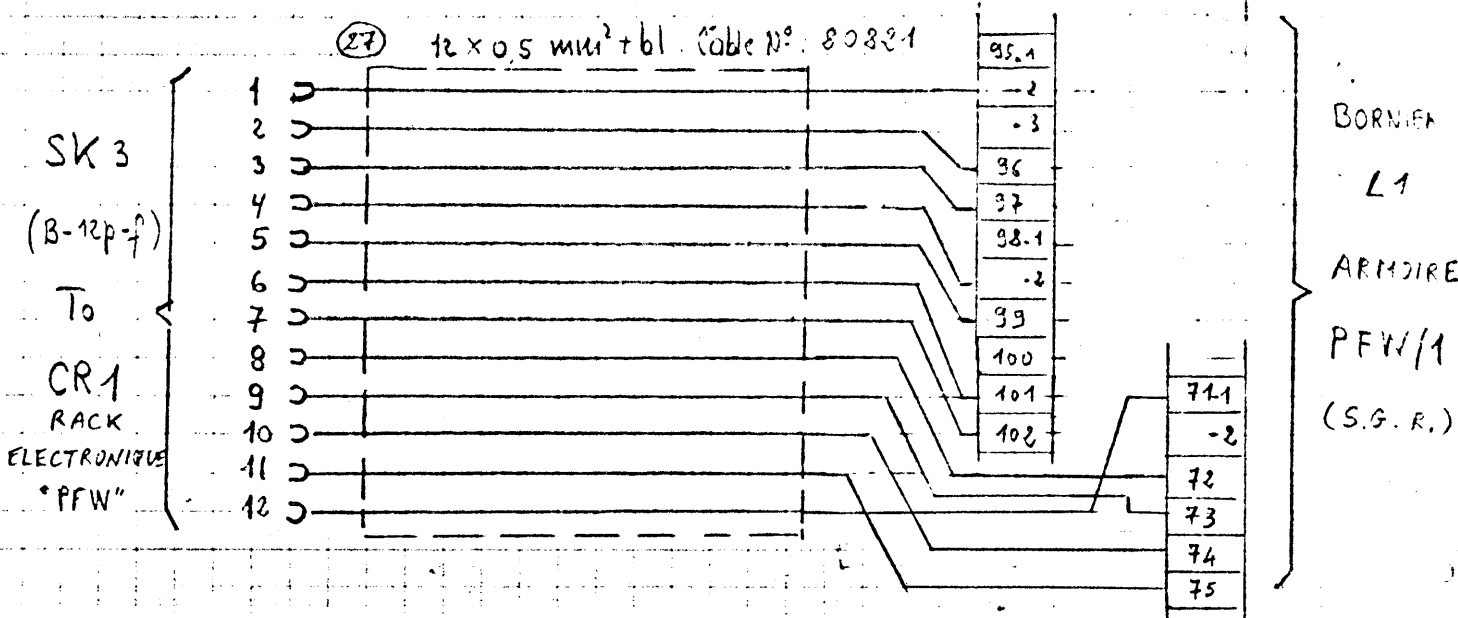 27 12 x 0,5 mm² + bl. Cable Nº: 80821
SK 3
(B-12p-f)
To
CR1
RACK
ELECTRONIQUE
"PFW"
1
2
3
4
5
6
7
8
9
10
11
12
95.1
-2
.3
96
97
98.1
.2
99
100
101
102
71.1
-2
72
73
74
75
BORNIER
L1
ARMOIRE
PFW/1
(S.G.R.)